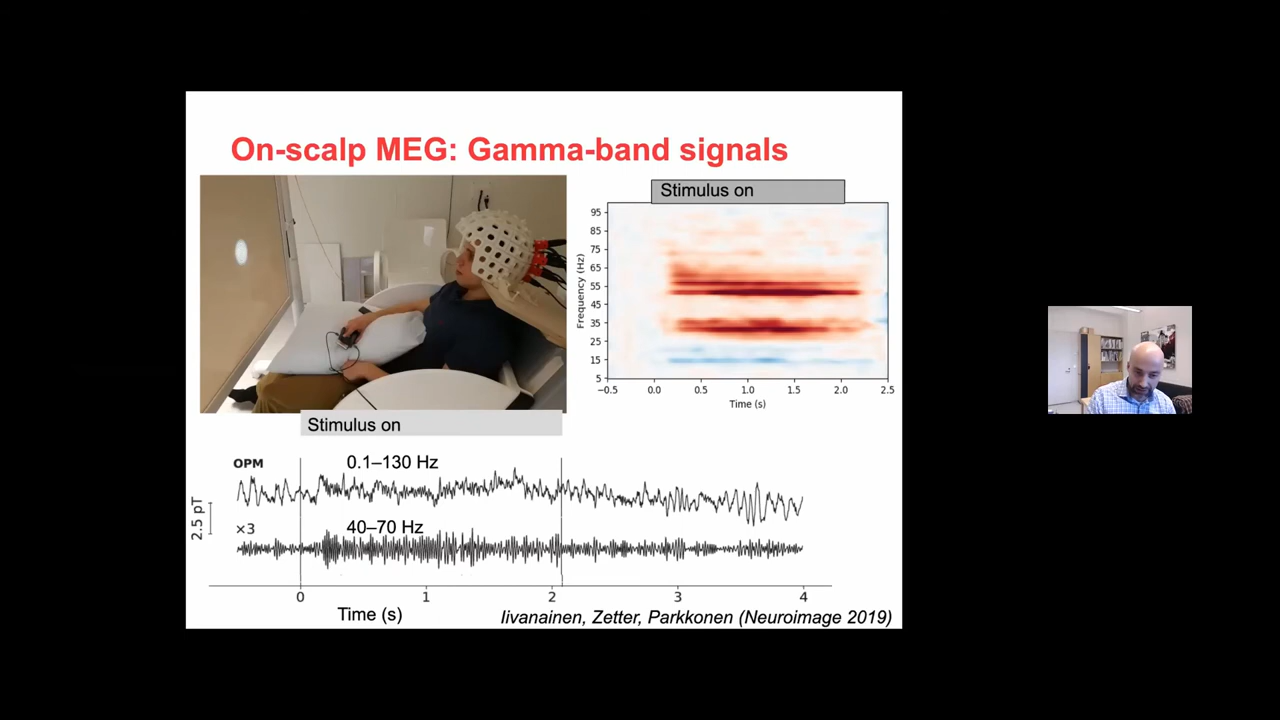 On-scalp MEG: Gamma-band signals
Stimulus on
Frequency (Hz)
95
85
75
65
55
45
35
25
15
5
−0.5 0.0 0.5 1.0 1.5 2.0 2.5
Time (s)
Stimulus on
OPM
0.1–130 Hz
2.5 pT
×3
40–70 Hz
0 1 2 3 4
Time (s)
Iivanainen, Zetter, Parkkonen (Neuroimage 2019)